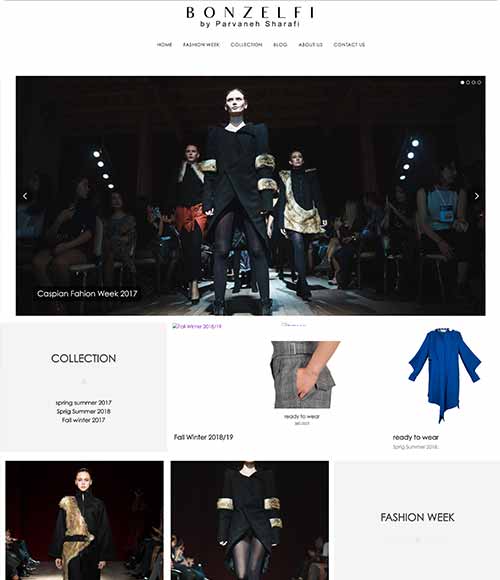 BONZELFI
by Parvaneh Sharafi
HOME FASHION WEEK COLLECTION BLOG ABOUT US CONTACT US
Caspian Fahion Week 2017
COLLECTION
spring summer 2017
Sprig Summer 2018
Fall winter 2017
Fall Winter 2018/19
Fall Winter 2018/19
ready to wear
ready to wear
Spring Summer 2018
FASHION WEEK